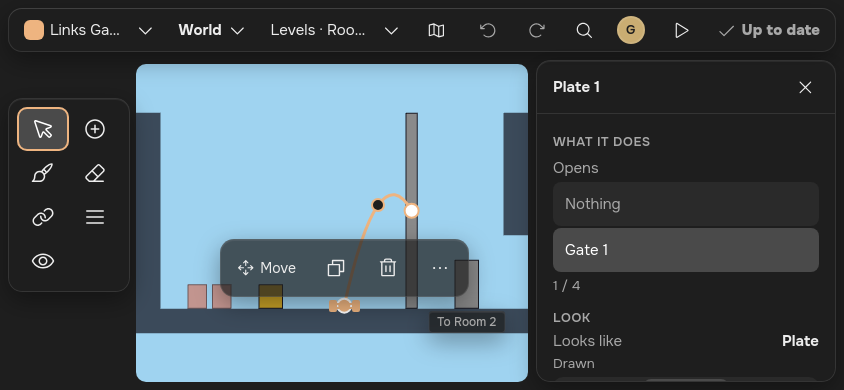 Links Ga...
World
Levels · Roo...
G
Up to date
Plate 1
WHAT IT DOES
Opens
Nothing
Gate 1
1 / 4
Move
To Room 2
LOOK
Looks like
Plate
Drawn